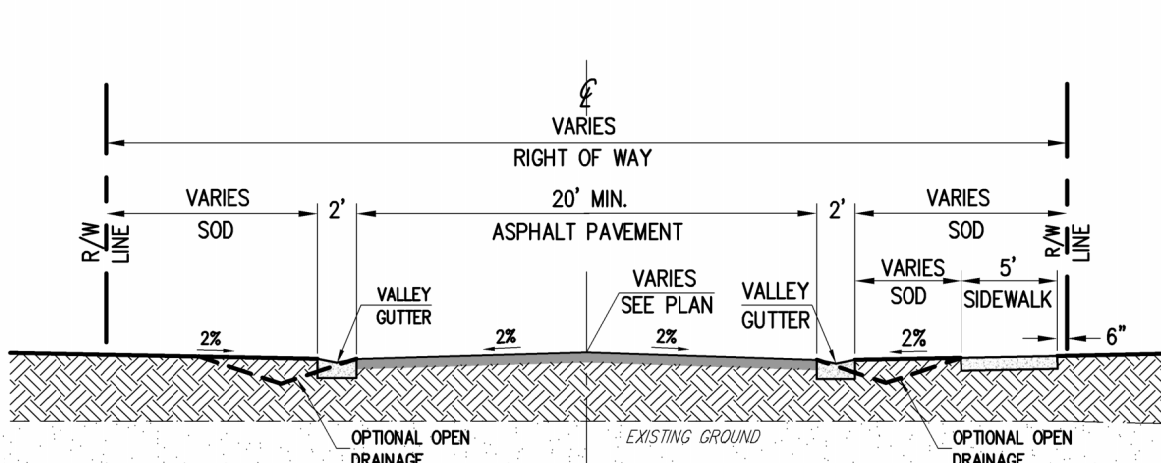 ℄
VARIES
RIGHT OF WAY
VARIES
SOD
2'
20' MIN.
ASPHALT PAVEMENT
2'
VARIES
SOD
R/W
LINE
R/W
LINE
VARIES
SOD
5'
SIDEWALK
VALLEY
GUTTER
VARIES
SEE PLAN
VALLEY
GUTTER
2%
2%
2%
2%
6"
OPTIONAL OPEN
DRAINAGE
EXISTING GROUND
OPTIONAL OPEN
DRAINAGE